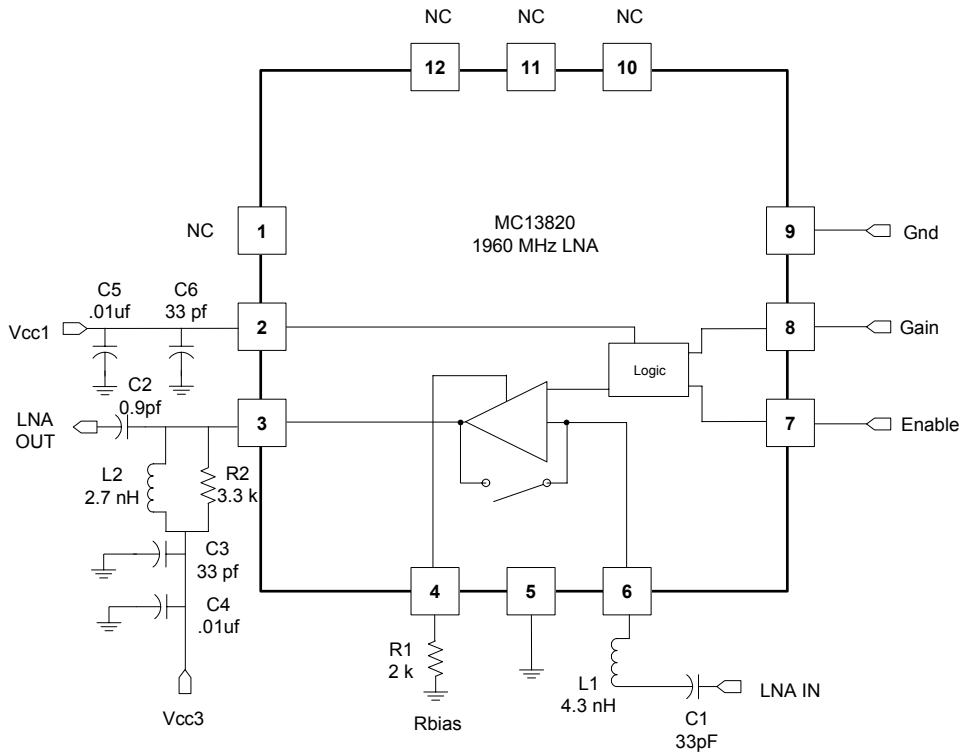 NC
NC
NC
12
11
10
NC
1
MC13820
1960 MHz LNA
9
Gnd
C5
.01uf
C6
33 pf
Vcc1
2
8
Gain
Logic
C2
0.9pf
LNA
OUT
3
7
Enable
L2
2.7 nH
R2
3.3 k
C3
33 pf
4
5
6
C4
.01uf
R1
2 k
L1
4.3 nH
LNA IN
C1
33pF
Vcc3
Rbias